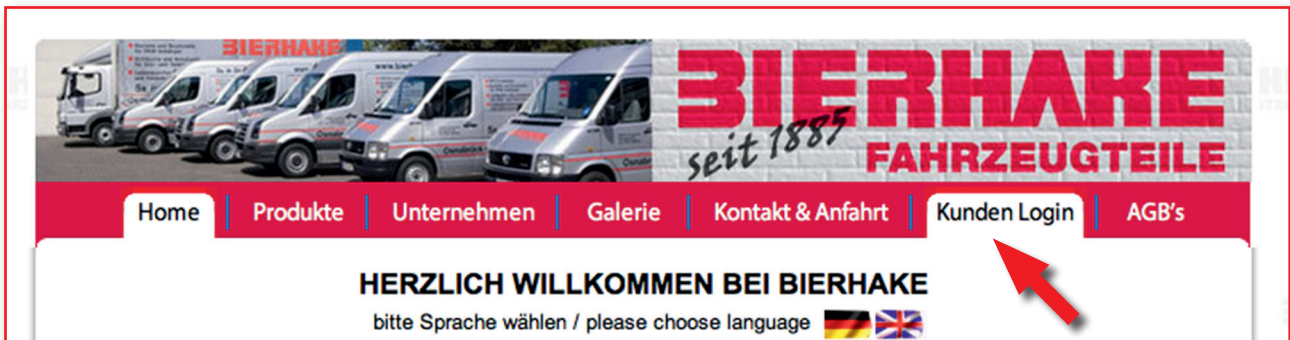 BIERHAKE
BIERHAKE
seit 1885
FAHRZEUGTEILE
Home
Produkte
Unternehmen
Galerie
Kontakt & Anfahrt
Kunden Login
AGB's
HERZLICH WILLKOMMEN BEI BIERHAKE
bitte Sprache wählen / please choose language